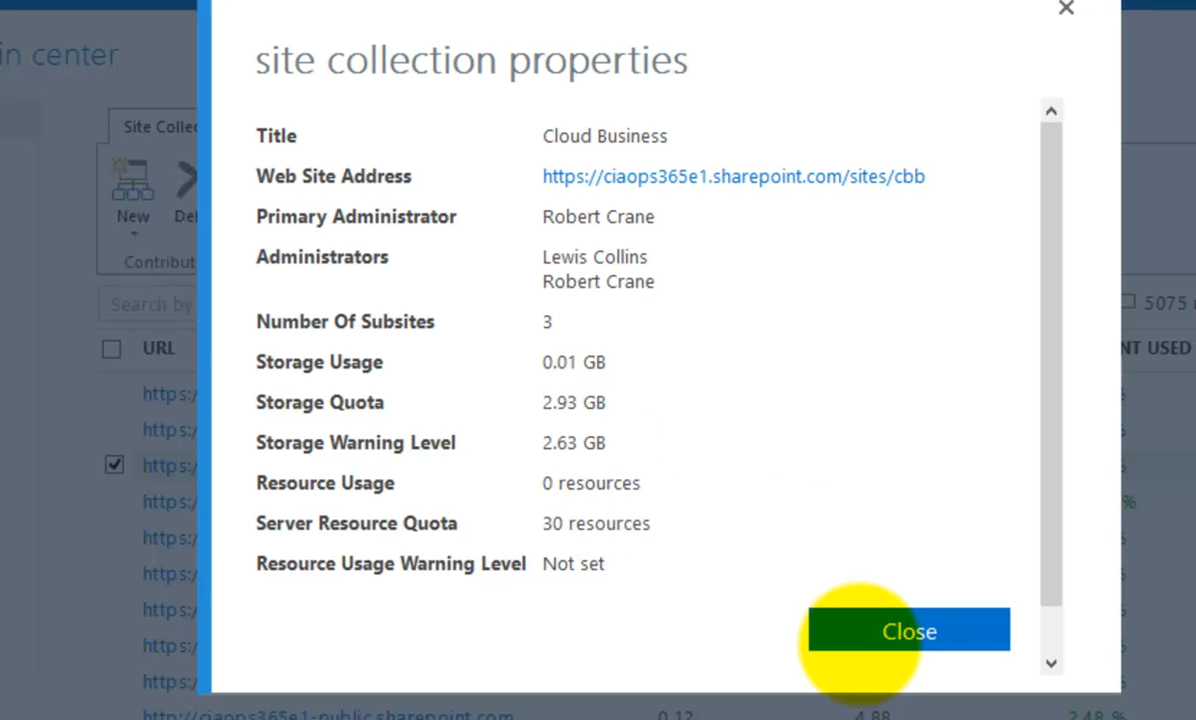 in center
site collection properties
Title Cloud Business
Web Site Address https://ciaops365e1.sharepoint.com/sites/cbb
Primary Administrator Robert Crane
Administrators Lewis Collins
Robert Crane
Number Of Subsites 3
Storage Usage 0.01 GB
Storage Quota 2.93 GB
Storage Warning Level 2.63 GB
Resource Usage 0 resources
Server Resource Quota 30 resources
Resource Usage Warning Level Not set
Close
Site Collec
New
Del
Contribut
Search by
5075
URL
NT USED
https:/
https:/
https:/
https:/
%
https:/
https:/
https:/
https:/
https:/
http://ciaops365e1-public.sharepoint.com 0.12 4.88 2.48 %